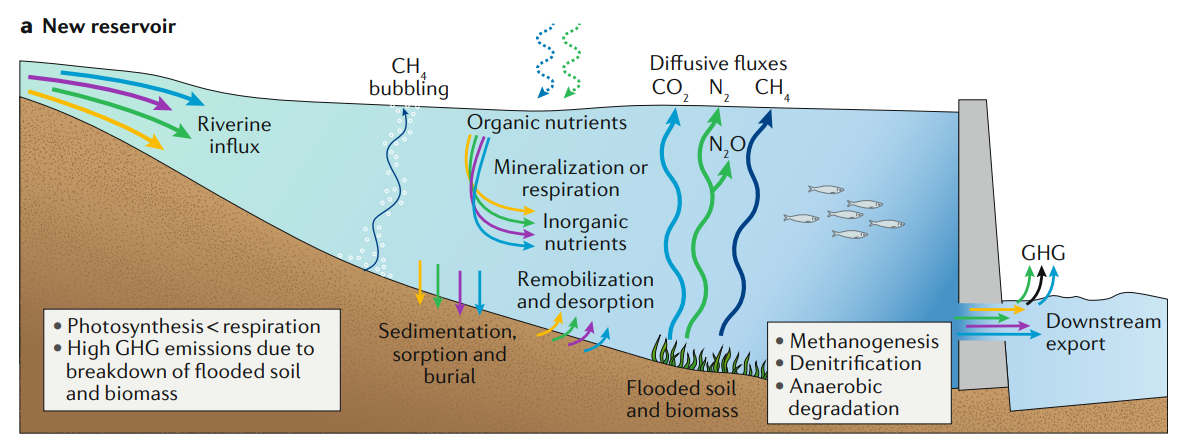 a New reservoir
CH4
bubbling
Diffusive fluxes
CO2 N2 CH4
N2O
Riverine
influx
Organic nutrients
Mineralization or
respiration
Inorganic
nutrients
Remobilization
and desorption
Sedimentation,
sorption and
burial
Flooded soil
and biomass
GHG
Downstream
export
• Photosynthesis < respiration
• High GHG emissions due to
breakdown of flooded soil
and biomass
• Methanogenesis
• Denitrification
• Anaerobic
degradation